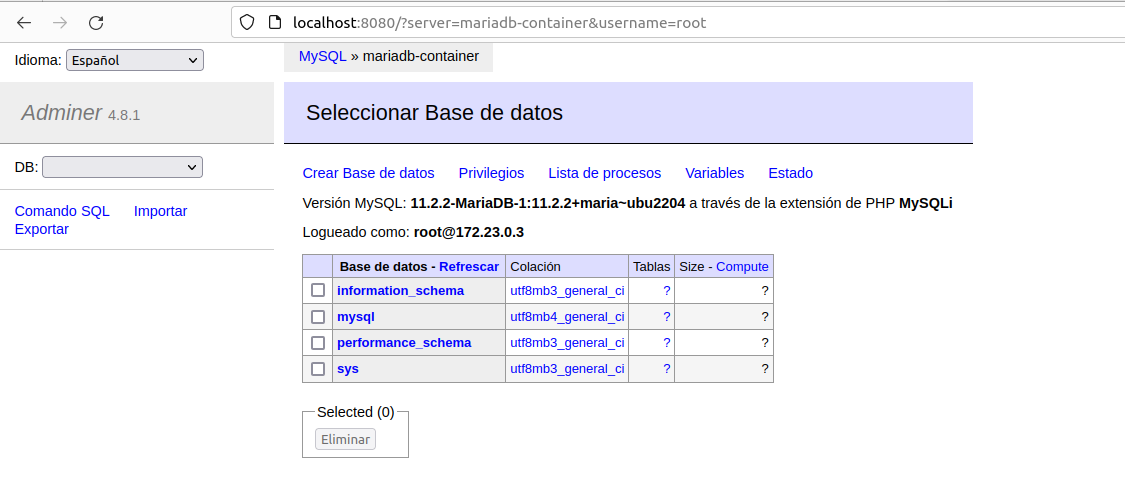 localhost:8080/?server=mariadb-container&username=root
Idioma: Español
MySQL » mariadb-container
Adminer 4.8.1
Seleccionar Base de datos
DB:
Crear Base de datos Privilegios Lista de procesos Variables Estado
Versión MySQL: 11.2.2-MariaDB-1:11.2.2+maria~ubu2204 a través de la extensión de PHP MySQLi
Comando SQL Importar
Exportar
Logueado como: root@172.23.0.3
Base de datos - Refrescar Colación Tablas Size - Compute
information_schema utf8mb3_general_ci ? ?
mysql utf8mb4_general_ci ? ?
performance_schema utf8mb3_general_ci ? ?
sys utf8mb3_general_ci ? ?
Selected (0)
Eliminar